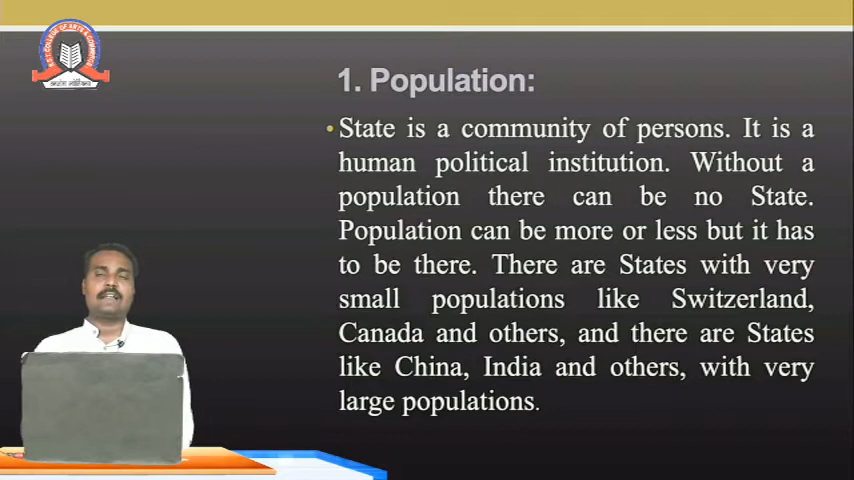 1. Population:
• State is a community of persons. It is a
human political institution. Without a
population there can be no State.
Population can be more or less but it has
to be there. There are States with very
small populations like Switzerland,
Canada and others, and there are States
like China, India and others, with very
large populations.